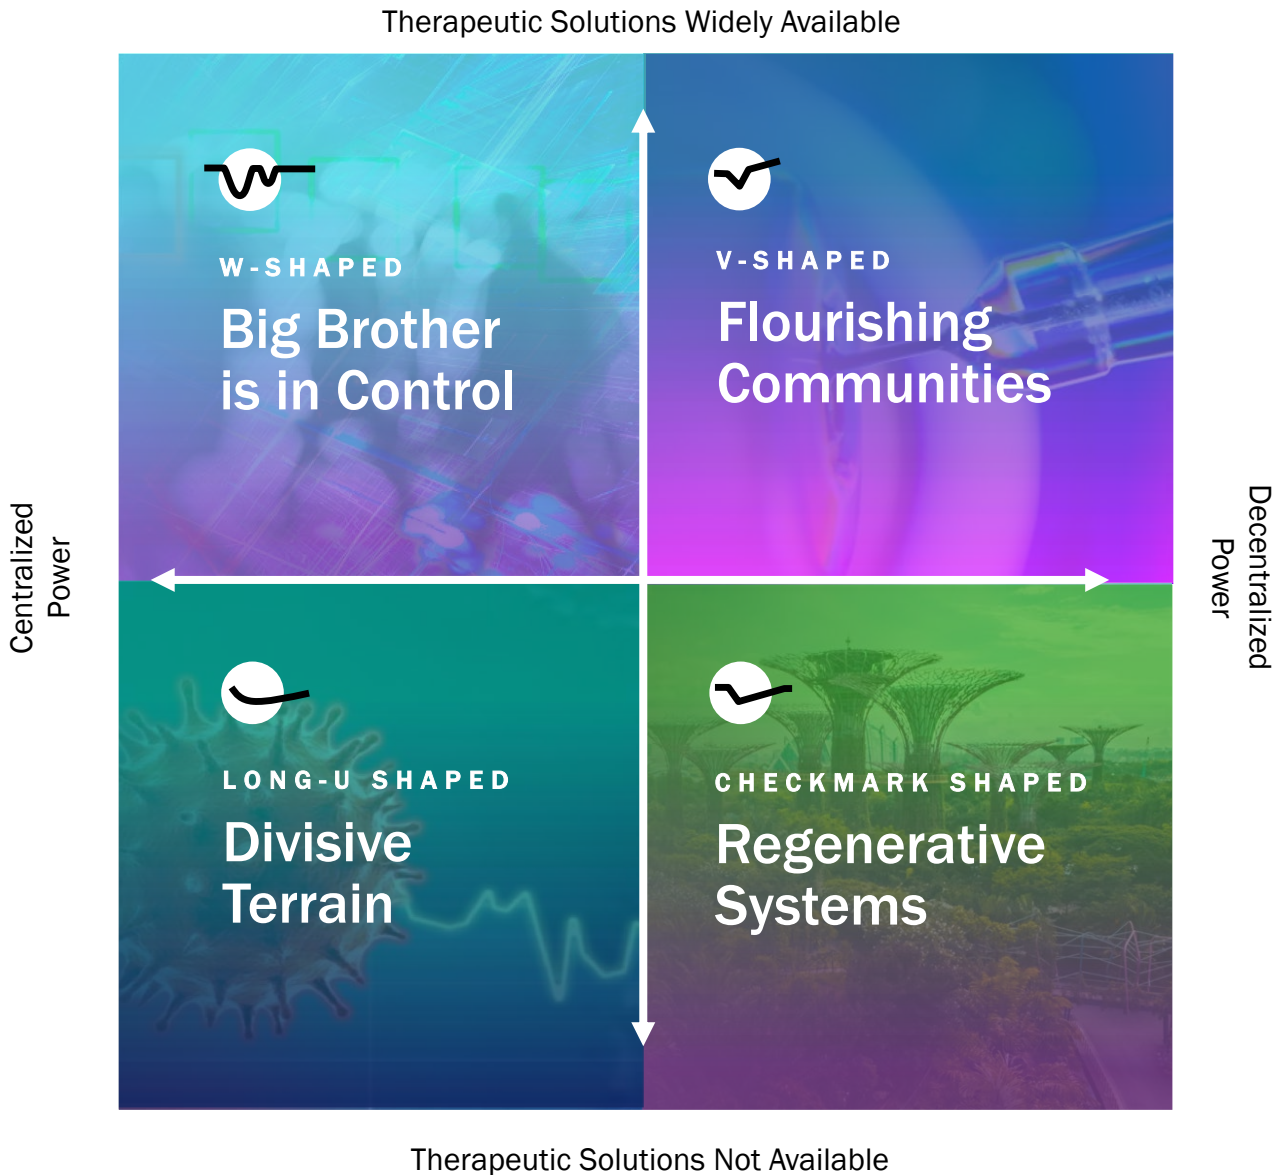 Therapeutic Solutions Widely Available
W-SHAPED
Big Brother
is in Control
V-SHAPED
Flourishing
Communities
Centralized
Power
Decentralized
Power
LONG-U SHAPED
Divisive
Terrain
CHECKMARK SHAPED
Regenerative
Systems
Therapeutic Solutions Not Available